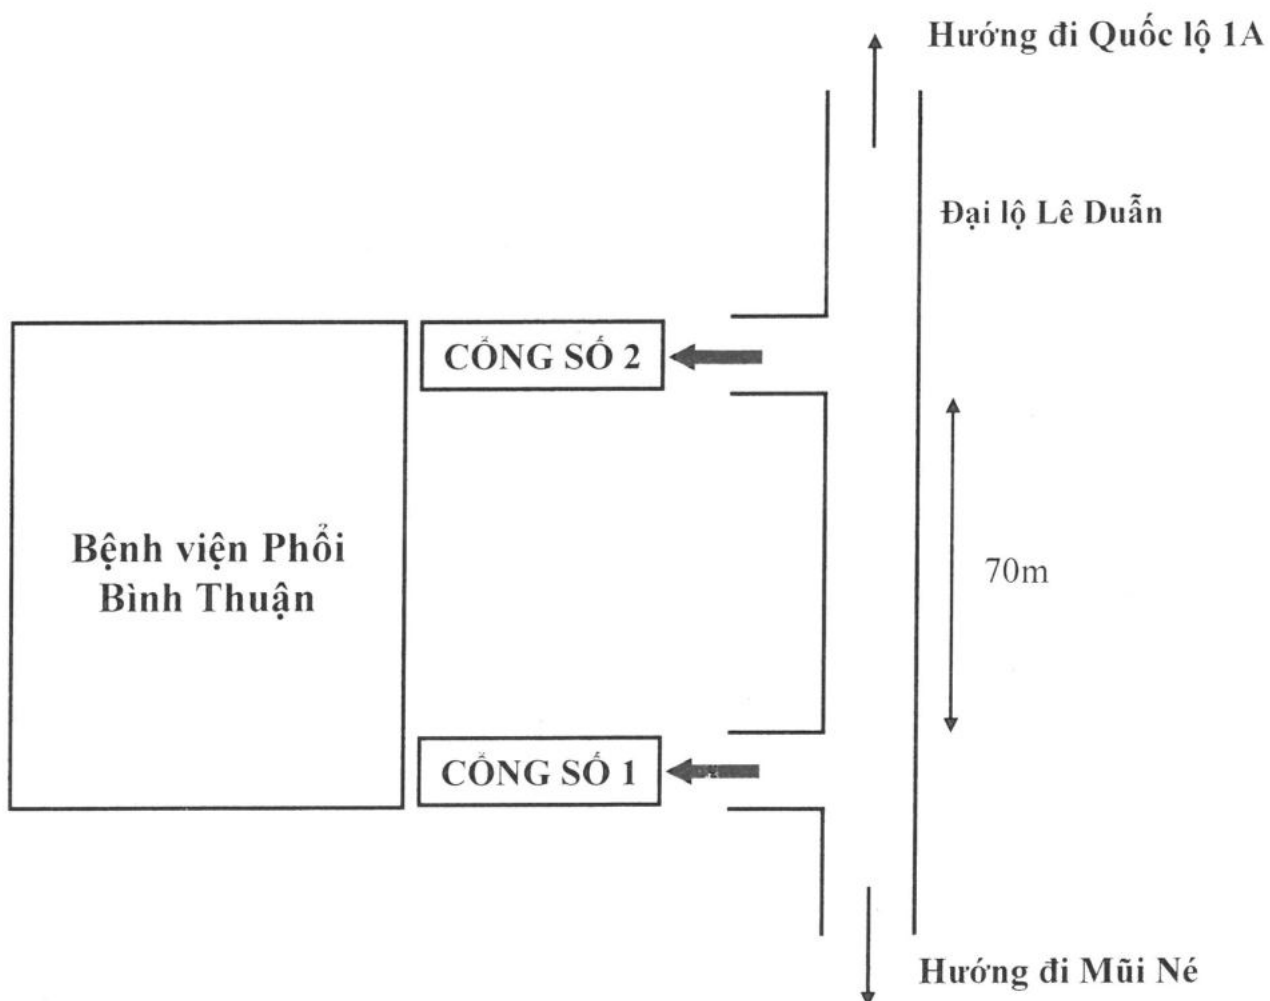 Hướng đi Quốc lộ 1A
Đại lộ Lê Duẫn
CỔNG SỐ 2
Bệnh viện Phổi
Bình Thuận
70m
CỔNG SỐ 1
Hướng đi Mũi Né